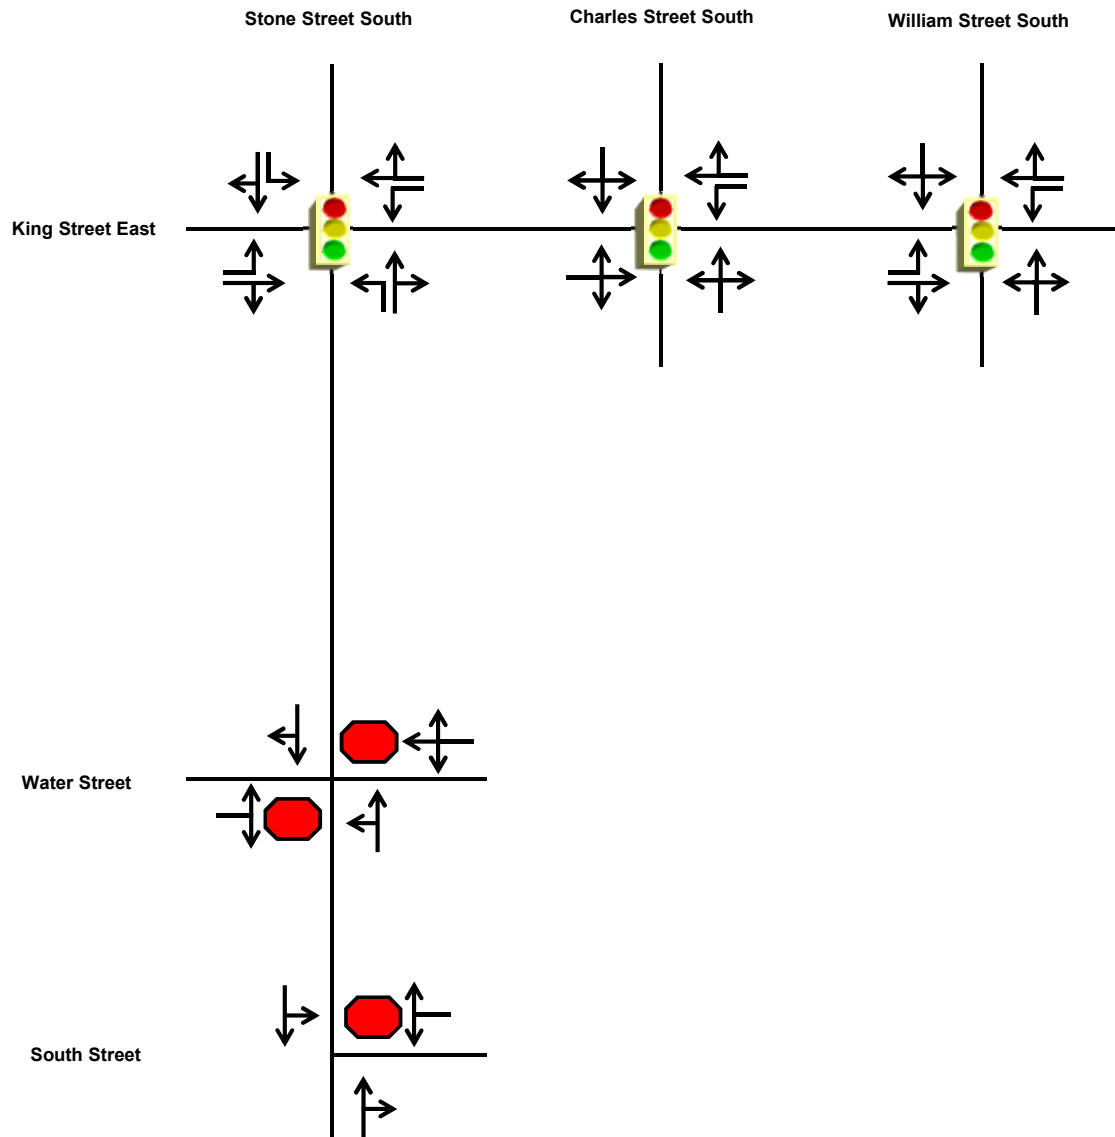 Stone Street South
Charles Street South
William Street South
King Street East
Water Street
South Street